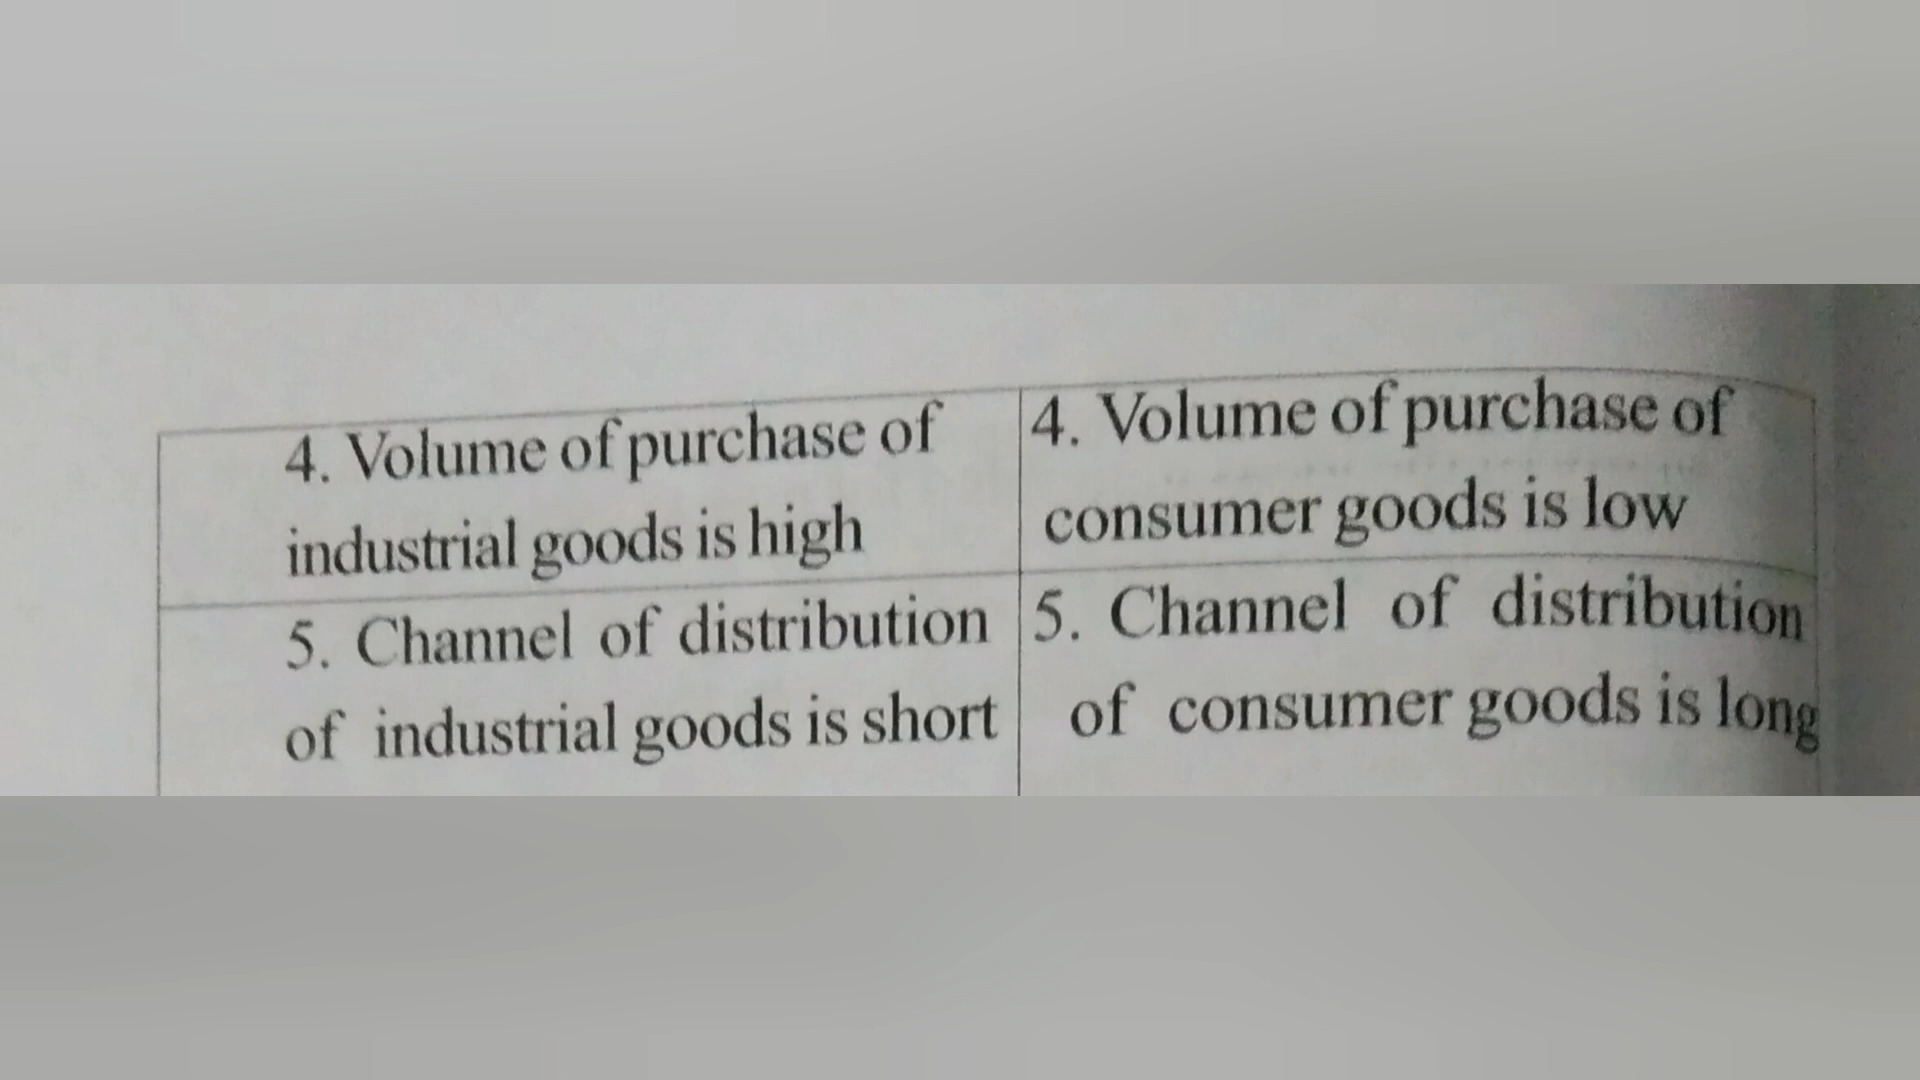 4. Volume of purchase of
industrial goods is high
4. Volume of purchase of
consumer goods is low
5. Channel of distribution
of industrial goods is short
5. Channel of distribution
of consumer goods is long